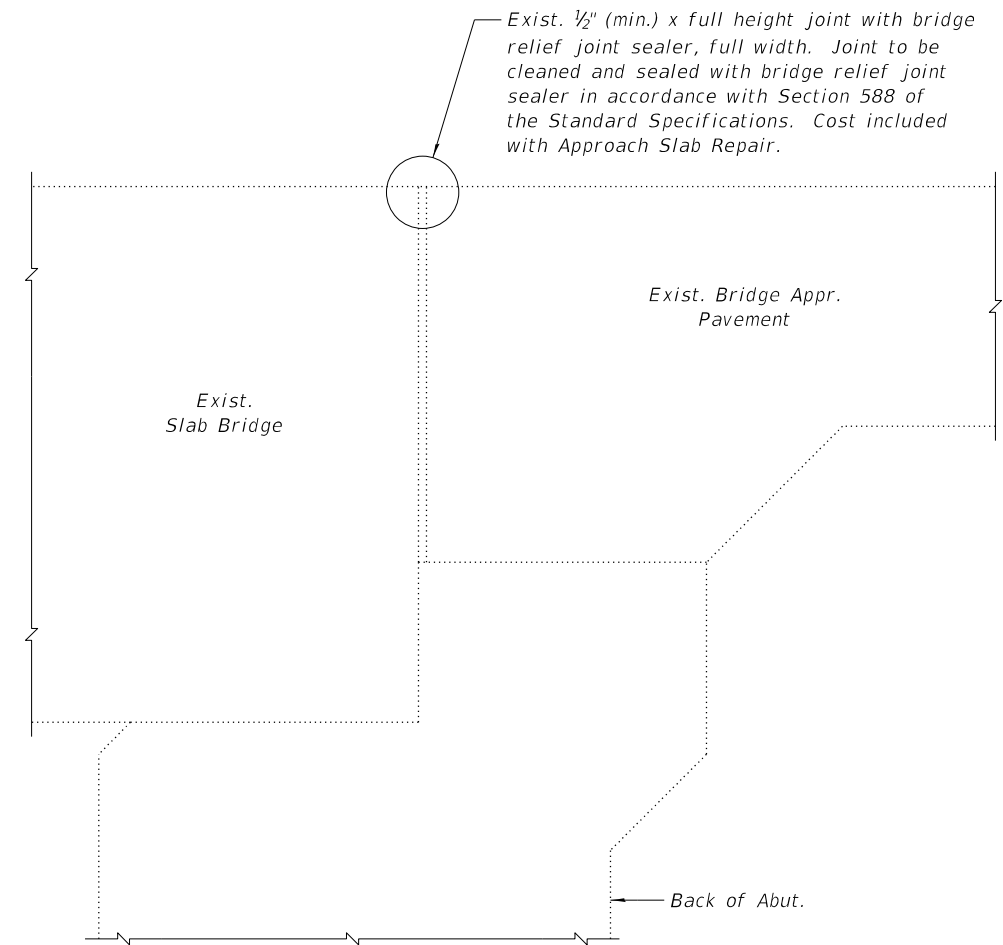 Exist. ½" (min.) x full height joint with bridge
relief joint sealer, full width. Joint to be
cleaned and sealed with bridge relief joint
sealer in accordance with Section 588 of
the Standard Specifications. Cost included
with Approach Slab Repair.
Exist. Bridge Appr.
Pavement
Exist.
Slab Bridge
Back of Abut.